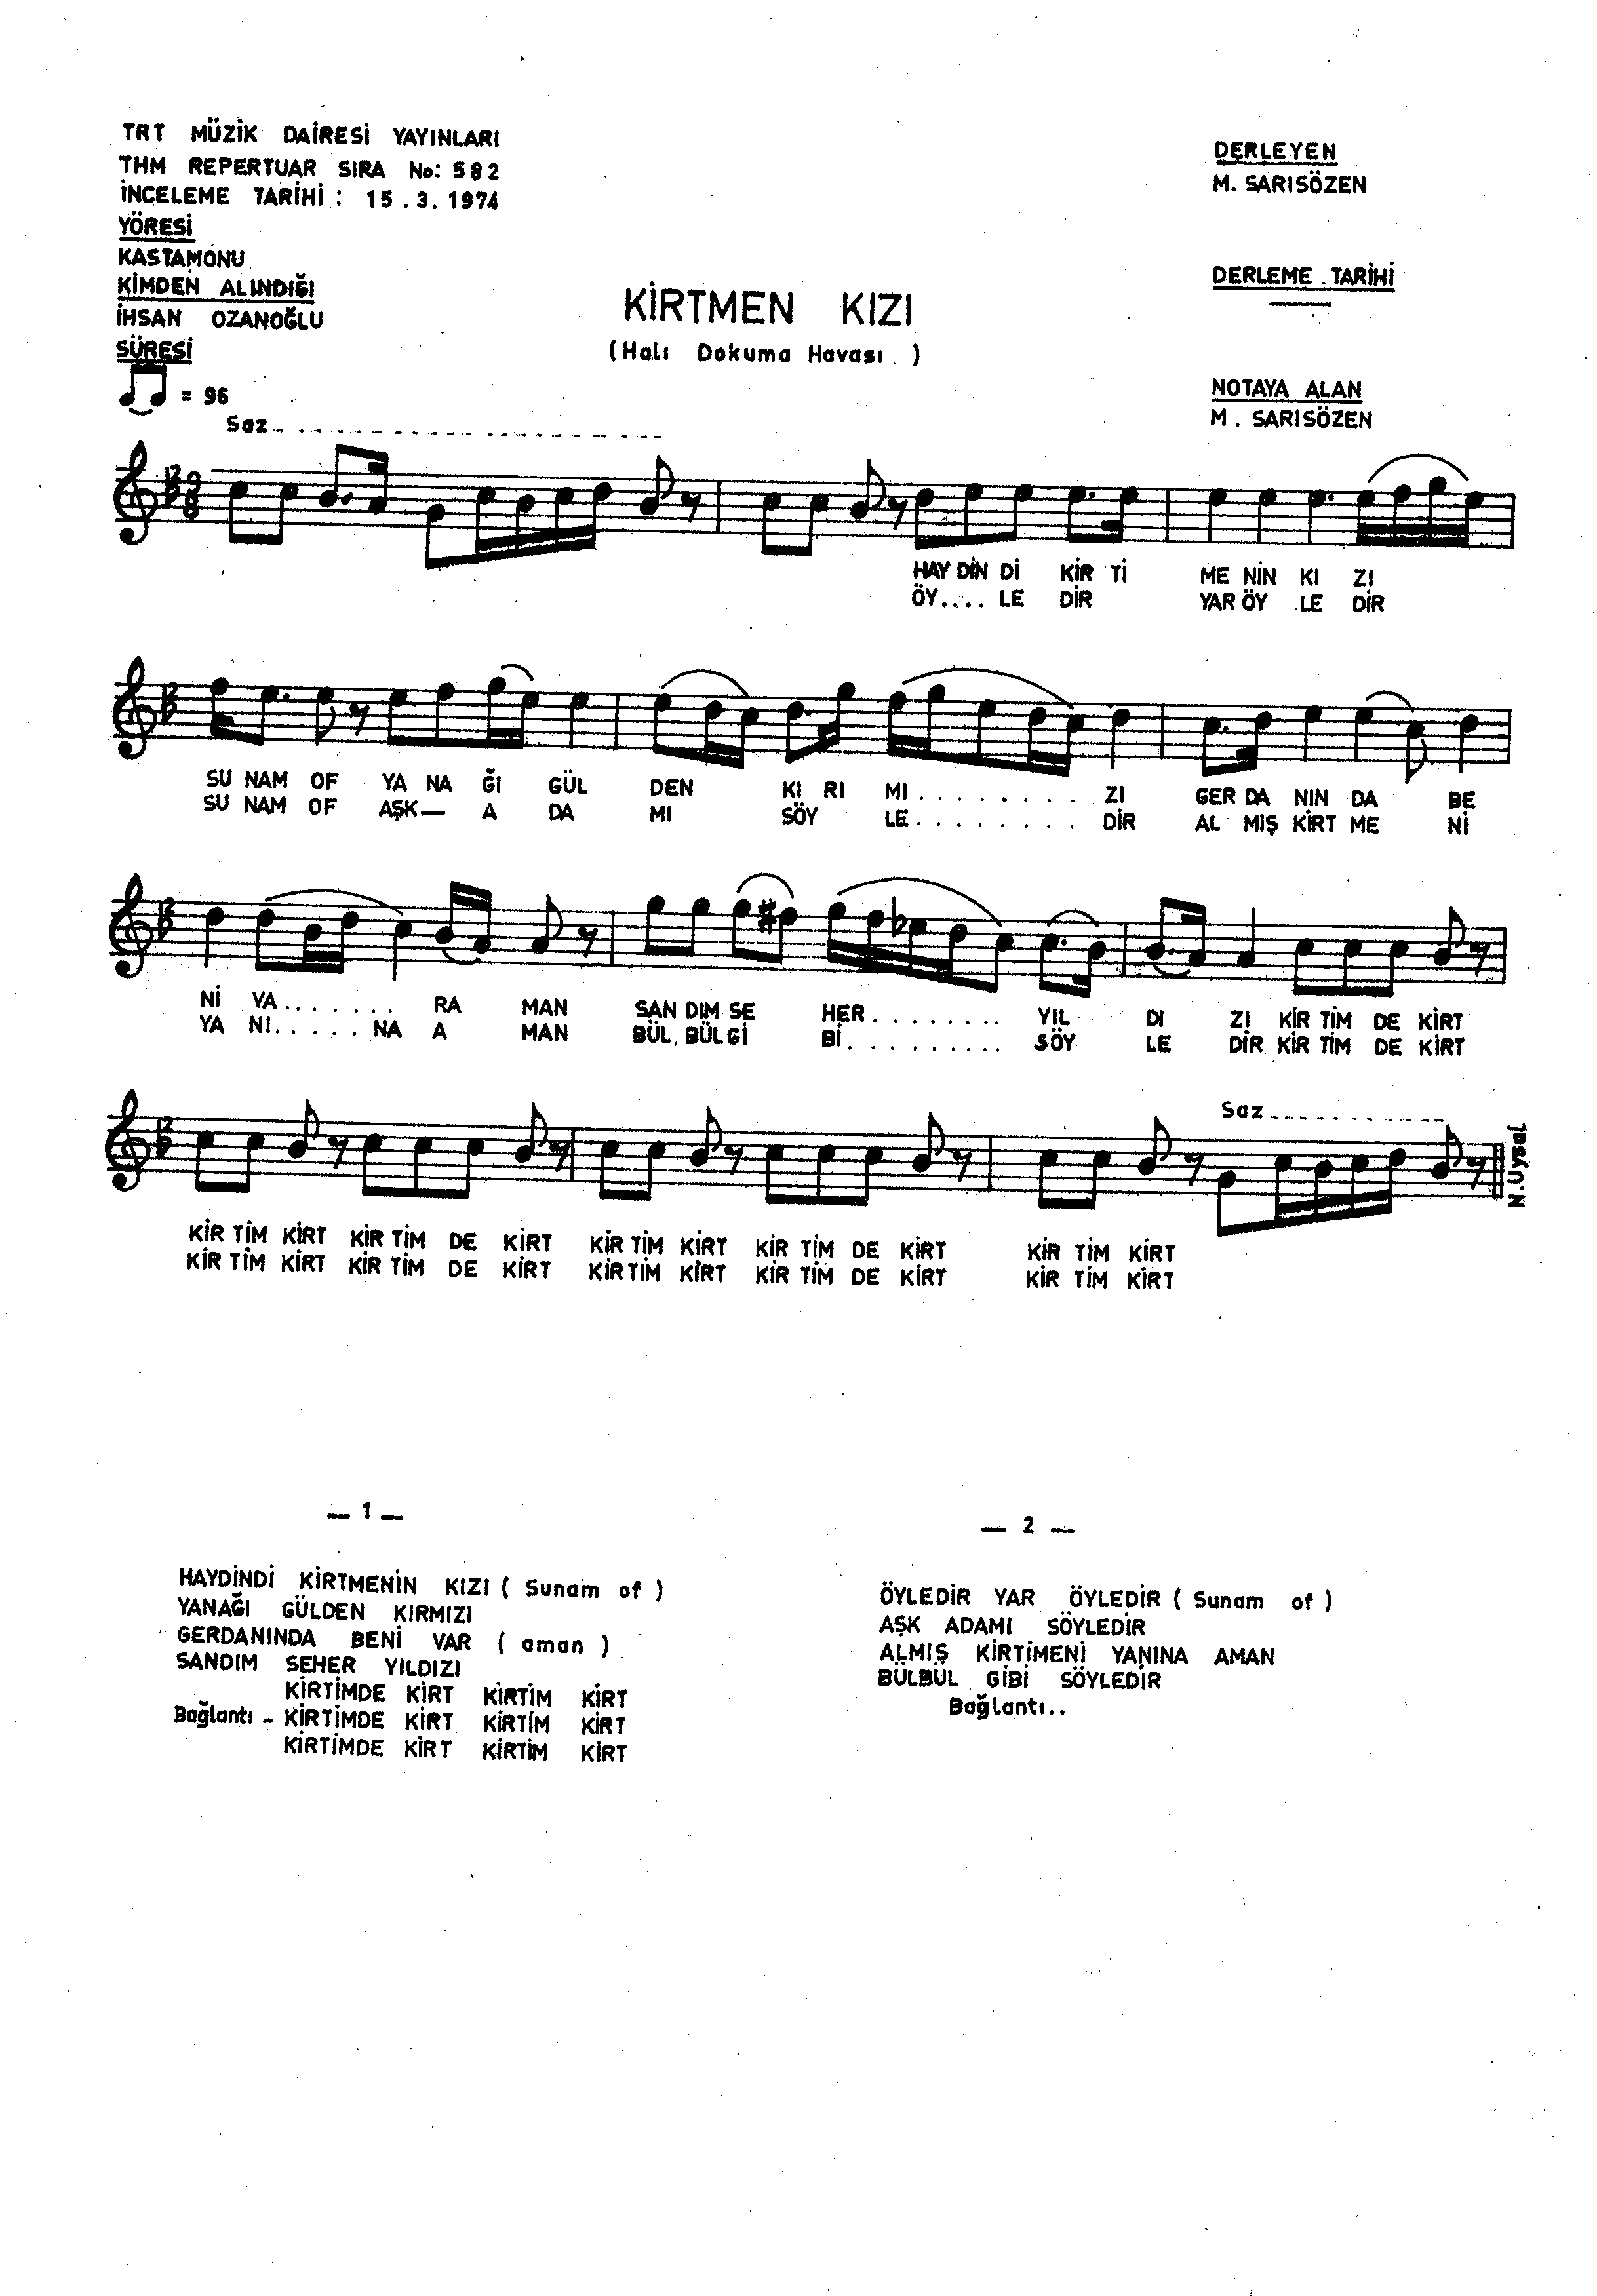 TRT MÜZİK DAİRESİ YAYINLARI
THM REPERTUAR SIRA No: 582
İNCELEME TARİHİ : 15.3.1974
YÖRESİ
KASTAMONU
KİMDEN ALINDIĞI
İHSAN OZANOĞLU
SÜRESİ
= 96
DERLEYEN
M. SARISÖZEN
DERLEME TARİHİ
NOTAYA ALAN
M. SARISÖZEN
KİRTMEN KIZI
(Halı Dokuma Havası)
Saz
9
8
HAY DİN Dİ KİR Tİ ME NİN KI ZI
ÖY.... LE DİR YAR ÖY LE DİR
SU NAM OF YA NA ĞI GÜL DEN KI RI MI......... ZI GER DA NIN DA BE
SU NAM OF AŞK— A DA MI SÖY LE......... DİR AL MIŞ KİRT ME Nİ
Nİ VA....... RA MAN SAN DIM SE HER........ YIL DI ZI KİR TİM DE KİRT
YA NI..... NA A MAN BÜL BÜL Gİ Bİ.......... SÖY LE DİR KİR TİM DE KİRT
Saz
KİR TİM KİRT KİR TİM DE KİRT KİR TİM KİRT KİR TİM DE KİRT KİR TİM KİRT
KİR TİM KİRT KİR TİM DE KİRT KİR TİM KİRT KİR TİM DE KİRT KİR TİM KİRT
N.Uysal
— 1 —
HAYDİNDİ KİRTMENİN KIZI ( Sunam of )
YANAĞI GÜLDEN KIRMIZI
GERDANINDA BENİ VAR ( aman )
SANDIM SEHER YILDIZI
KİRTİMDE KİRT KİRTİM KİRT
Bağlantı - KİRTİMDE KİRT KİRTİM KİRT
KİRTİMDE KİRT KİRTİM KİRT
— 2 —
ÖYLEDİR YAR ÖYLEDİR ( Sunam of )
AŞK ADAMI SÖYLEDİR
ALMIŞ KİRTİMENİ YANINA AMAN
BÜLBÜL GİBİ SÖYLEDİR
Bağlantı..